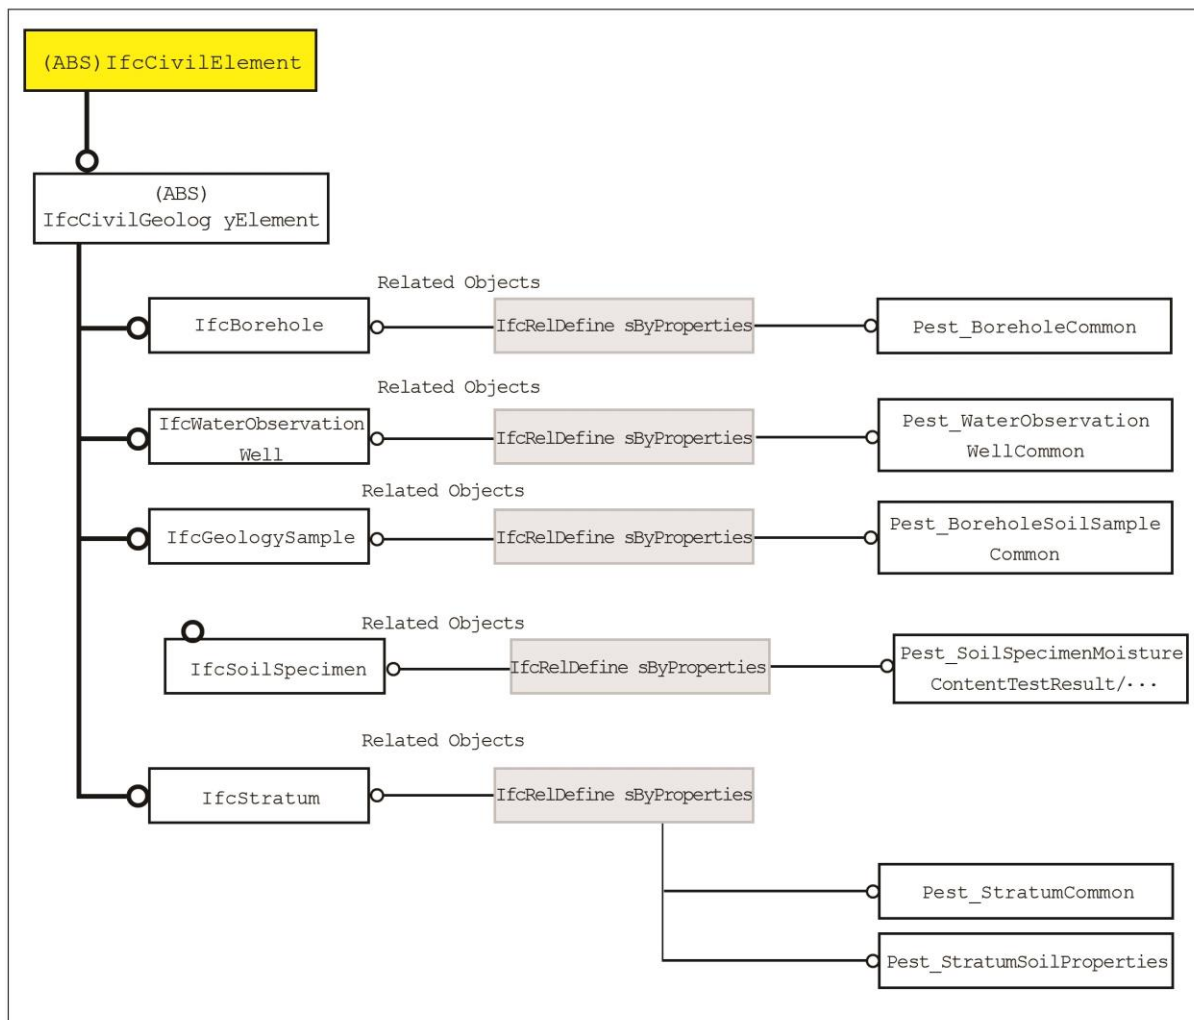 (ABS)IfcCivilElement
(ABS)
IfcCivilGeolog yElement
Related Objects
IfcBorehole
IfcRelDefine sByProperties
Pest_BoreholeCommon
Related Objects
IfcWaterObservation
Well
IfcRelDefine sByProperties
Pest_WaterObservation
WellCommon
Related Objects
IfcGeologySample
IfcRelDefine sByProperties
Pest_BoreholeSoilSample
Common
Related Objects
IfcSoilSpecimen
IfcRelDefine sByProperties
Pest_SoilSpecimenMoisture
ContentTestResult/···
Related Objects
IfcStratum
IfcRelDefine sByProperties
Pest_StratumCommon
Pest_StratumSoilProperties